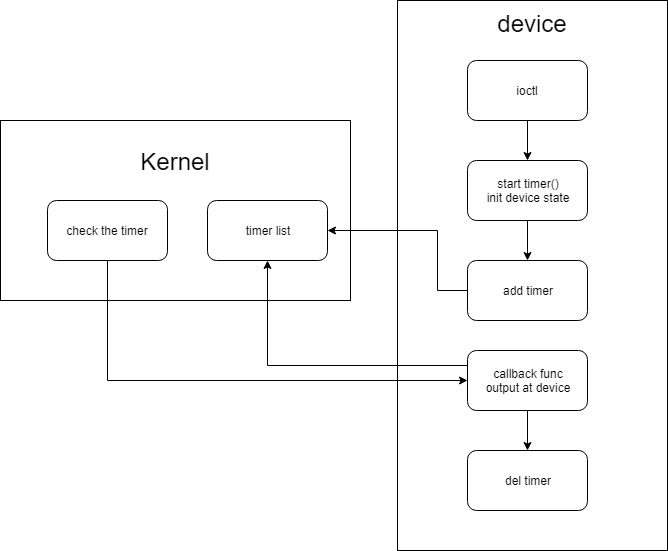 device
ioctl
start timer()
init device state
add timer
callback func
output at device
del timer
Kernel
check the timer
timer list